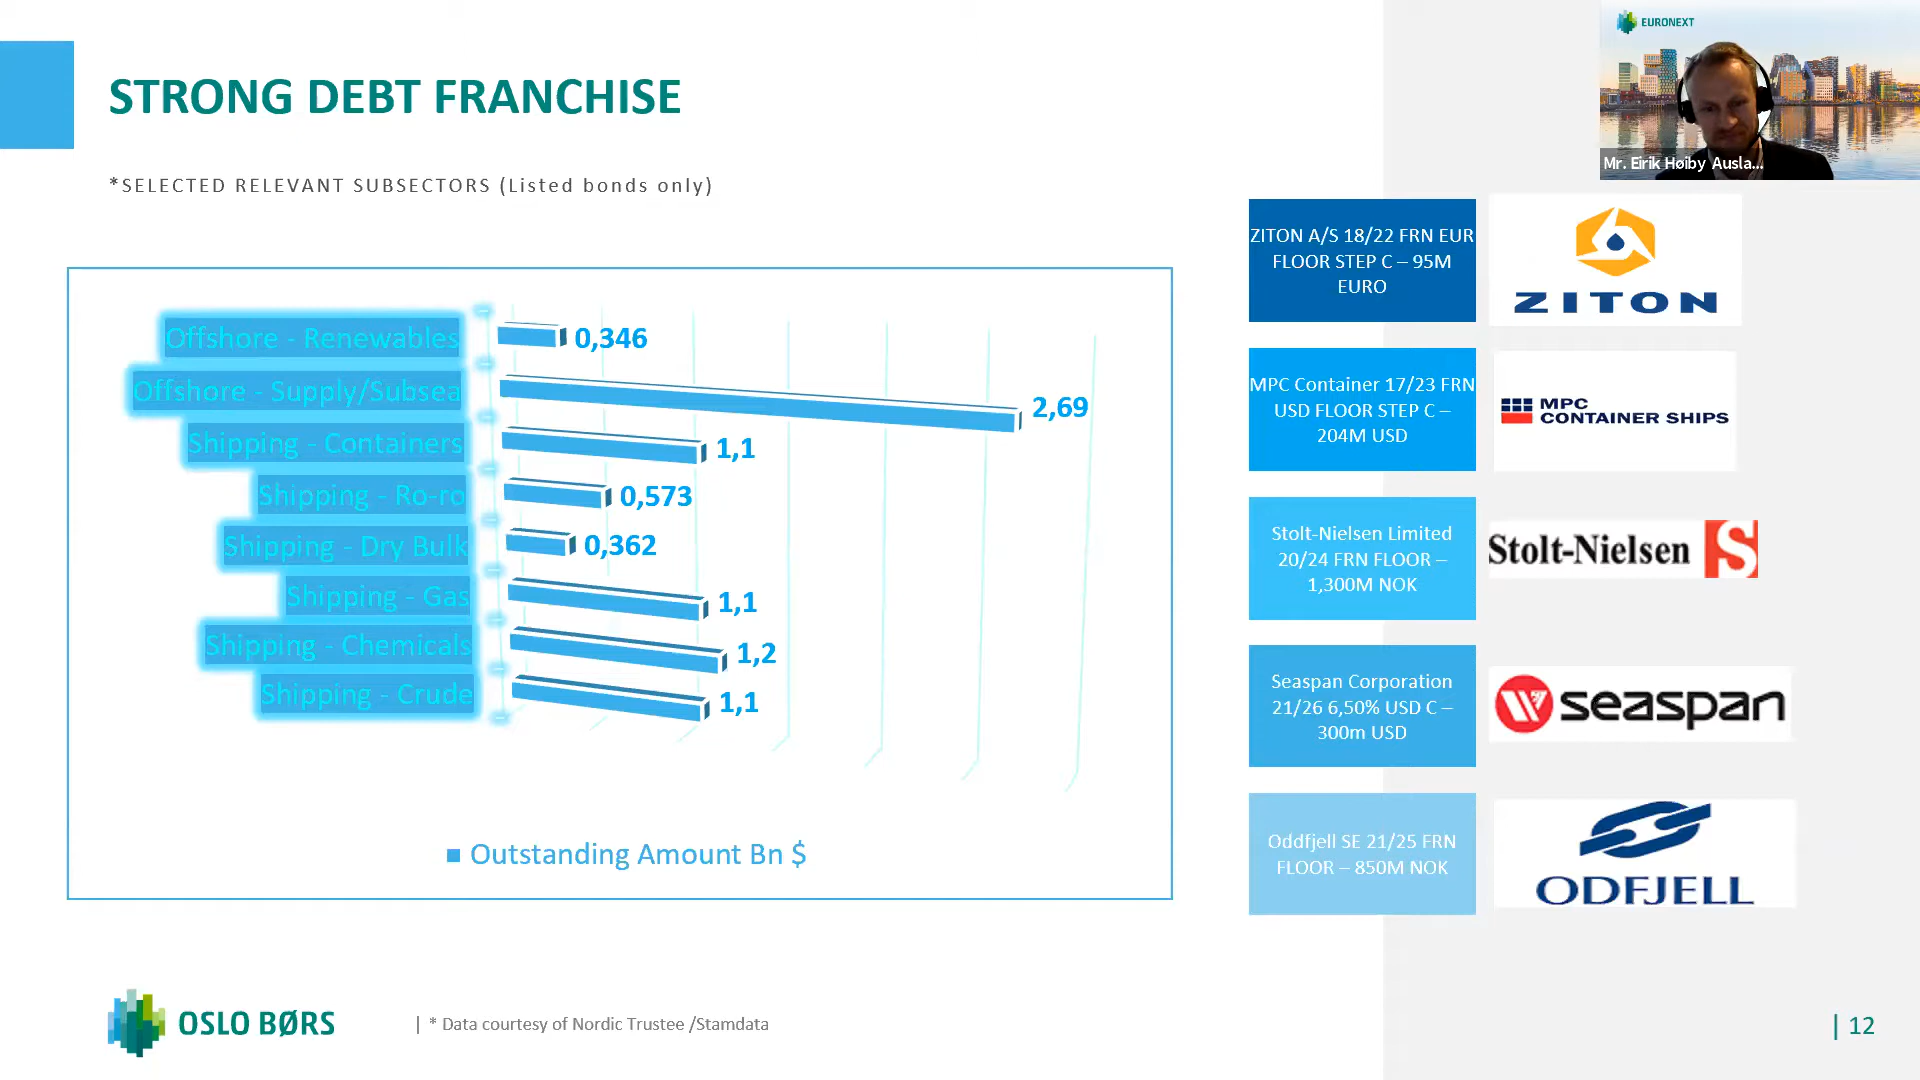 EURONEXT
Mr. Eirik Høiby Ausla...
STRONG DEBT FRANCHISE
*SELECTED RELEVANT SUBSECTORS (Listed bonds only)
Offshore - Renewables 0,346
Offshore - Supply/Subsea 2,69
Shipping - Containers 1,1
Shipping - Ro-ro 0,573
Shipping - Dry Bulk 0,362
Shipping - Gas 1,1
Shipping - Chemicals 1,2
Shipping - Crude 1,1
Outstanding Amount Bn $
ZITON A/S 18/22 FRN EUR
FLOOR STEP C – 95M
EURO
ZITON
MPC Container 17/23 FRN
USD FLOOR STEP C –
204M USD
MPC
CONTAINER SHIPS
Stolt-Nielsen Limited
20/24 FRN FLOOR –
1,300M NOK
Stolt-Nielsen S
Seaspan Corporation
21/26 6,50% USD C –
300m USD
seaspan
Oddfjell SE 21/25 FRN
FLOOR – 850M NOK
ODFJELL
OSLO BØRS
| * Data courtesy of Nordic Trustee /Stamdata
| 12